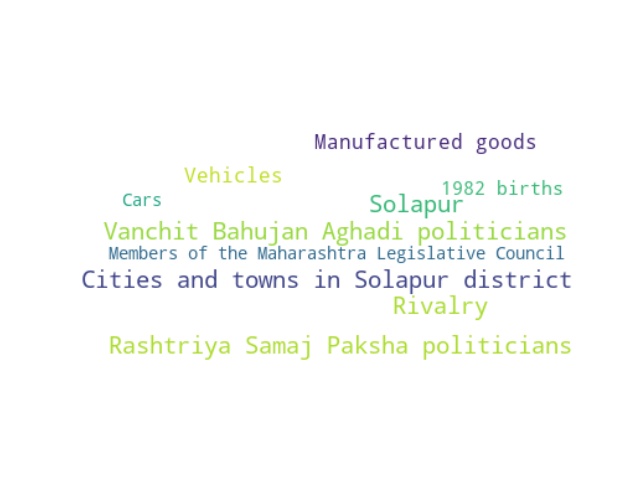 Manufactured goods
Vehicles
1982 births
Cars
Solapur
Vanchit Bahujan Aghadi politicians
Members of the Maharashtra Legislative Council
Cities and towns in Solapur district
Rivalry
Rashtriya Samaj Paksha politicians